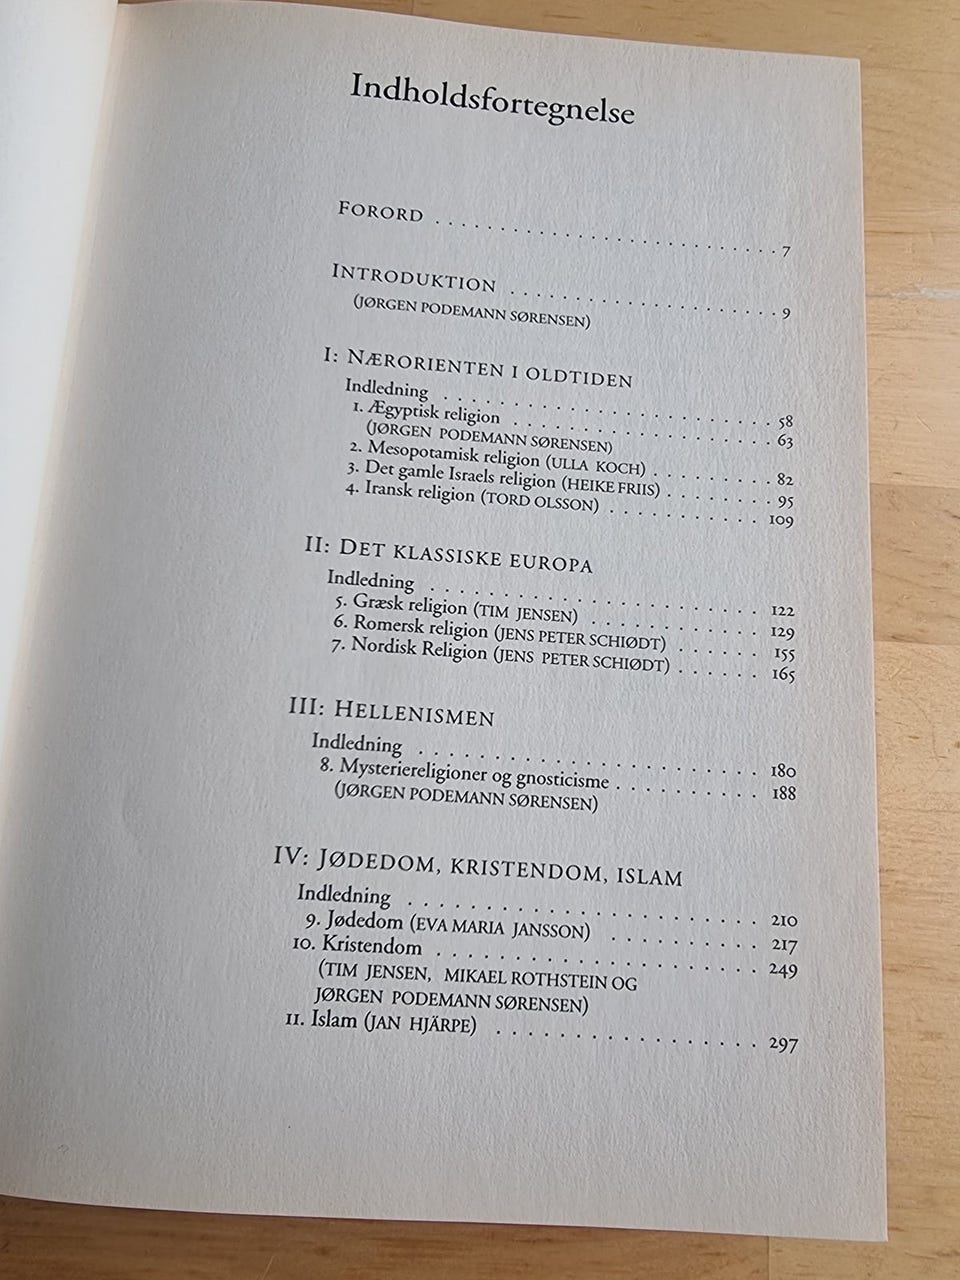 Indholdsfortegnelse
FORORD . . . . . . . . . . . . . . . . . . . . . . . . . . . 7
INTRODUKTION . . . . . . . . . . . . . . . . . . . . . 9
(JØRGEN PODEMANN SØRENSEN)
I: NÆRORIENTEN I OLDTIDEN
Indledning . . . . . . . . . . . . . . . . . . . . . . . 58
1. Ægyptisk religion . . . . . . . . . . . . . . . . . . 63
(JØRGEN PODEMANN SØRENSEN)
2. Mesopotamisk religion (ULLA KOCH) . . . . . . . . 82
3. Det gamle Israels religion (HEIKE FRIIS) . . . . . . . 95
4. Iransk religion (TORD OLSSON) . . . . . . . . . . . 109
II: DET KLASSISKE EUROPA
Indledning . . . . . . . . . . . . . . . . . . . . . . . 122
5. Græsk religion (TIM JENSEN) . . . . . . . . . . . . 129
6. Romersk religion (JENS PETER SCHIØDT) . . . . . . 155
7. Nordisk Religion (JENS PETER SCHIØDT) . . . . . . 165
III: HELLENISMEN
Indledning . . . . . . . . . . . . . . . . . . . . . . . 180
8. Mysteriereligioner og gnosticisme . . . . . . . . . . 188
(JØRGEN PODEMANN SØRENSEN)
IV: JØDEDOM, KRISTENDOM, ISLAM
Indledning . . . . . . . . . . . . . . . . . . . . . . . 210
9. Jødedom (EVA MARIA JANSSON) . . . . . . . . . . 217
10. Kristendom . . . . . . . . . . . . . . . . . . . . . 249
(TIM JENSEN, MIKAEL ROTHSTEIN OG
JØRGEN PODEMANN SØRENSEN)
11. Islam (JAN HJÄRPE) . . . . . . . . . . . . . . . . . 297